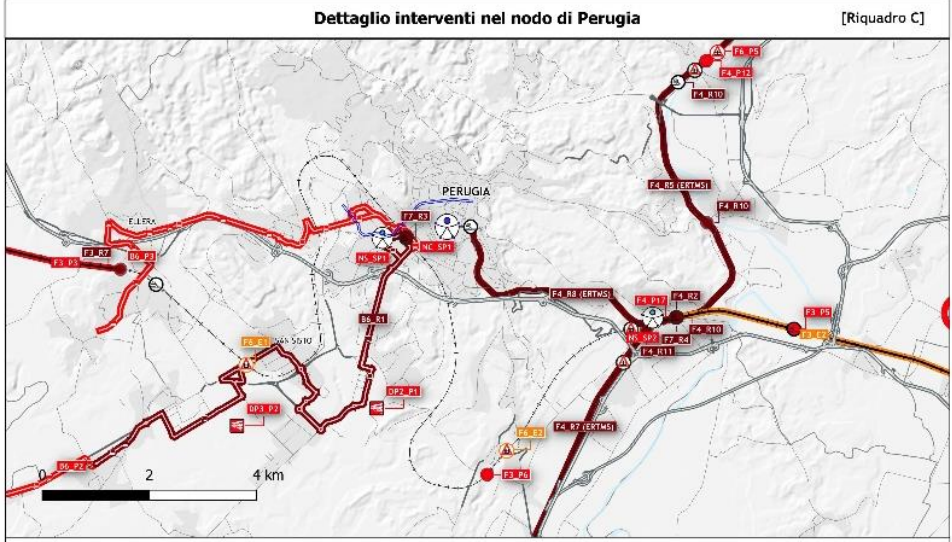 Dettaglio interventi nel nodo di Perugia
[Riquadro C]
F6_P5
F4_P12
F4_R10
F4_R5 (ERTMS)
PERUGIA
F4_R10
ELLERA
F7_R3
F3_R7
F3_P3
B6_P3
NS_SP1
NC_SP1
F4_R8 (ERTMS)
F4_P17
F4_R2
F3_P5
B6_R1
F4_R10
F3_E2
NS_SP2
F7_R4
F4_R11
F6_E1
SAN SISTO
DP2_P1
DP3_P2
F4_R7 (ERTMS)
F6_E2
B6_P2
F3_P6
0 2 4 km